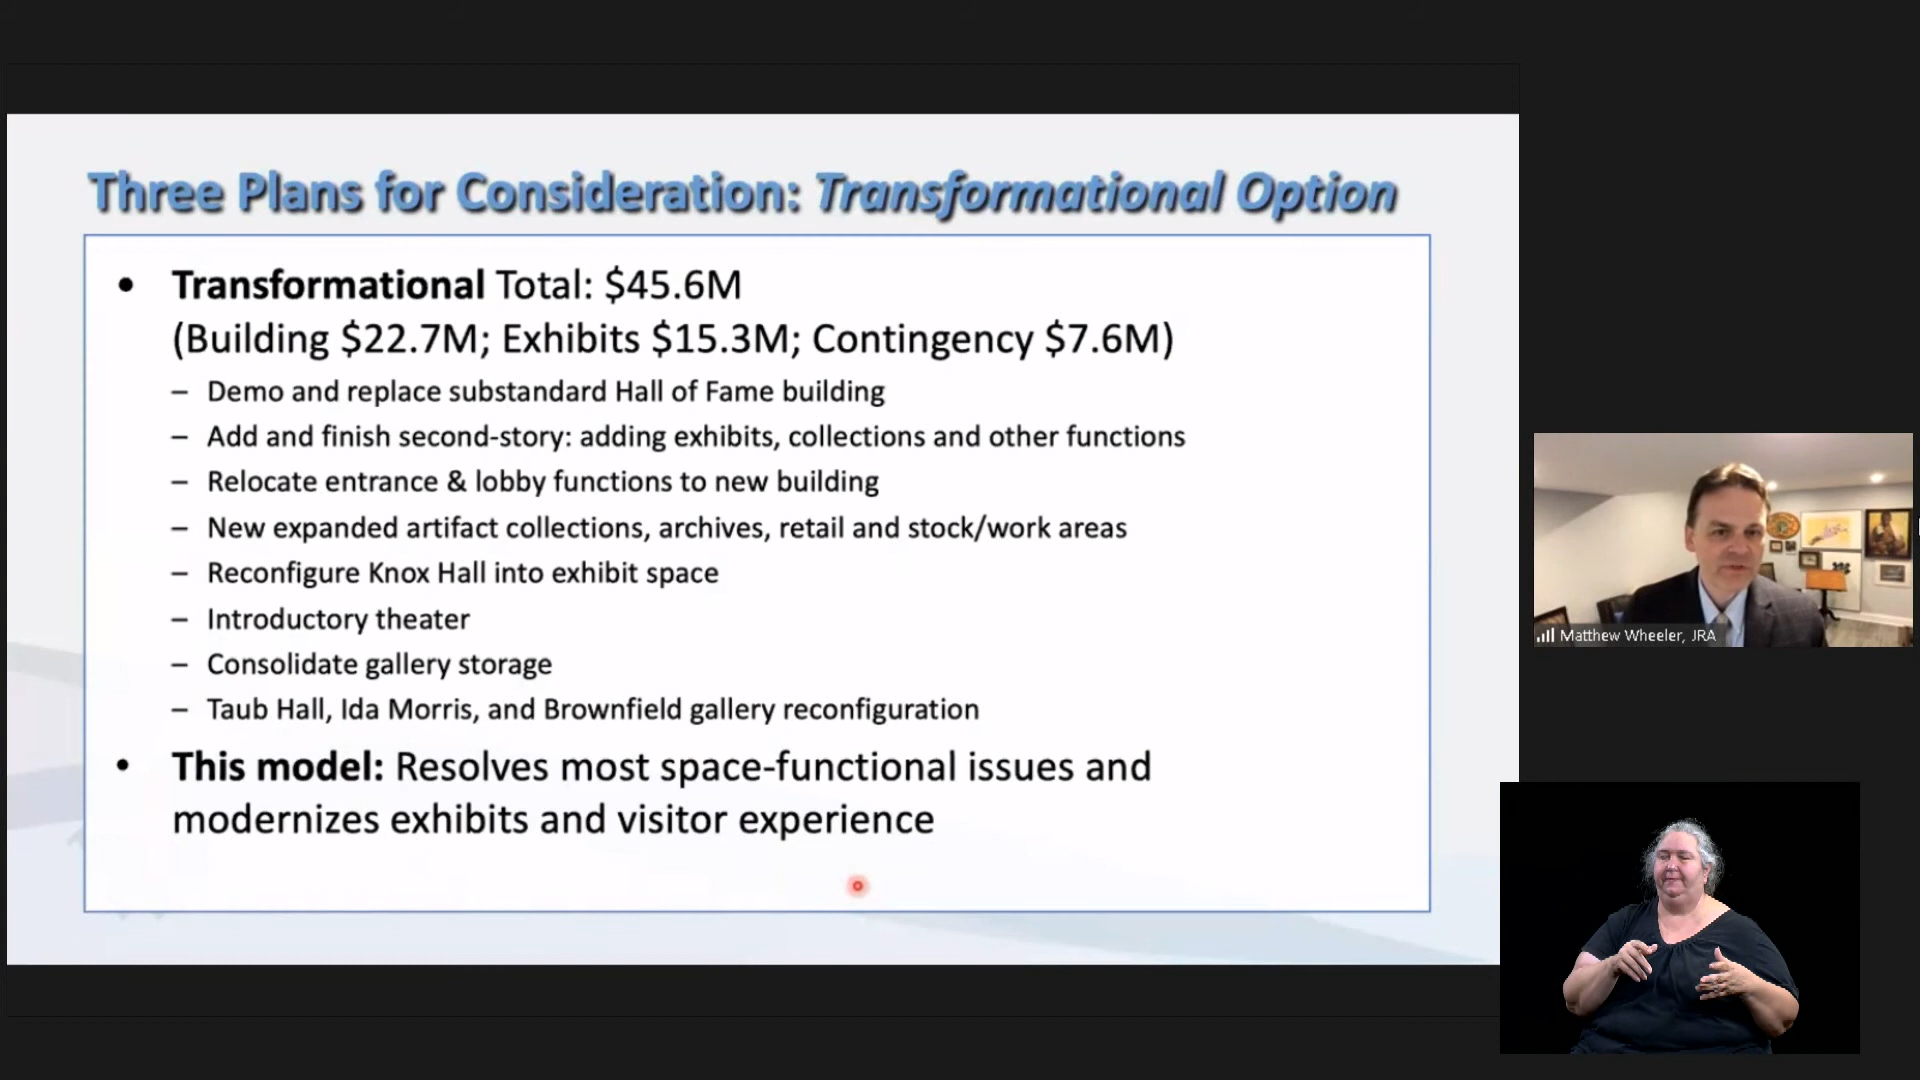 Three Plans for Consideration: Transformational Option
• Transformational Total: $45.6M
(Building $22.7M; Exhibits $15.3M; Contingency $7.6M)
– Demo and replace substandard Hall of Fame building
– Add and finish second-story: adding exhibits, collections and other functions
– Relocate entrance & lobby functions to new building
– New expanded artifact collections, archives, retail and stock/work areas
– Reconfigure Knox Hall into exhibit space
– Introductory theater
– Consolidate gallery storage
– Taub Hall, Ida Morris, and Brownfield gallery reconfiguration
• This model: Resolves most space-functional issues and
modernizes exhibits and visitor experience
Matthew Wheeler, JRA